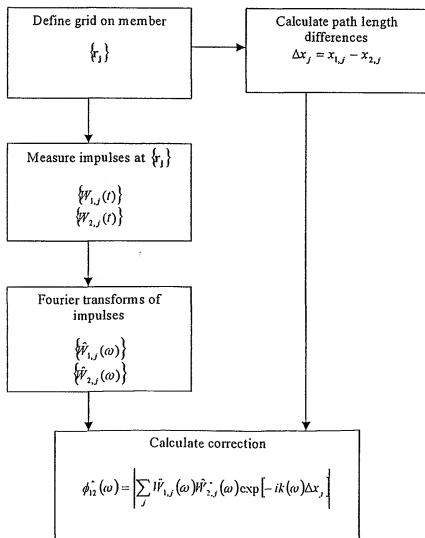 Define grid on member
{r_j}
Calculate path length
differences
Δx_j = x_{1,j} − x_{2,j}
Measure impulses at {r_j}
{W_{1,j}(t)}
{W_{2,j}(t)}
Fourier transforms of
impulses
{Ŵ_{1,j}(ω)}
{Ŵ_{2,j}(ω)}
Calculate correction
ϕ^*_{12}(ω) = |∑_j Ŵ_{1,j}(ω)Ŵ^*_{2,j}(ω)exp[−ik(ω)Δx_j]|